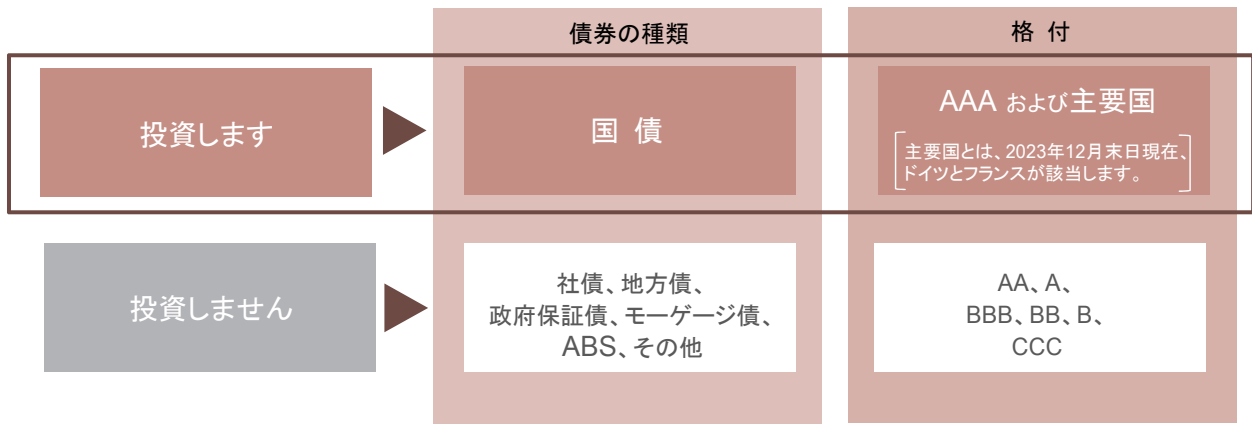 債券の種類
格 付
投資します
国 債
AAA および主要国
主要国とは、2023年12月末日現在、
ドイツとフランスが該当します。
投資しません
社債、地方債、
政府保証債、モーゲージ債、
ABS、その他
AA、A、
BBB、BB、B、
CCC